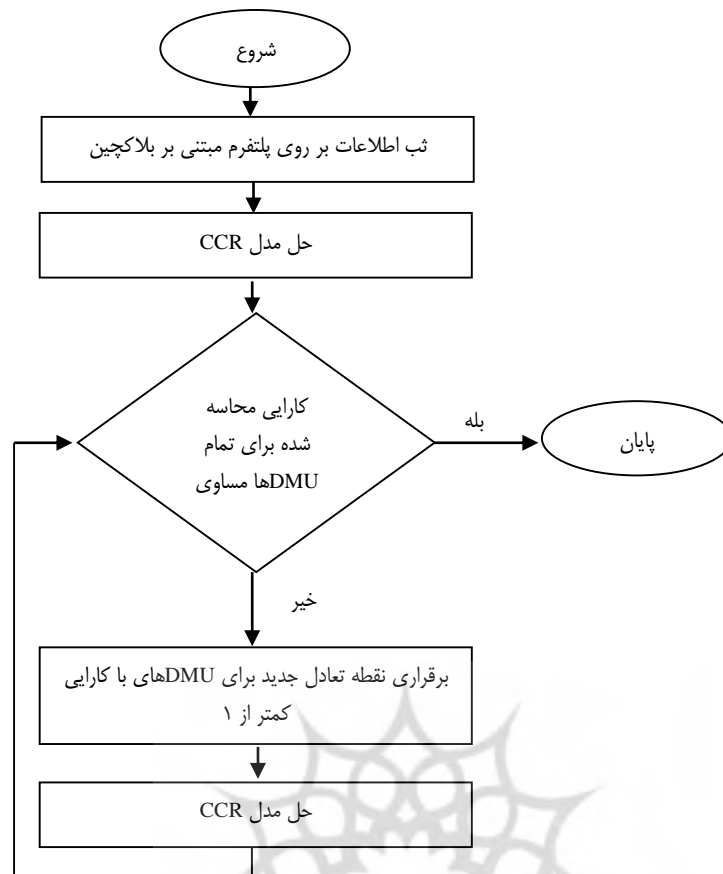 شروع
ثب اطلاعات بر روی پلتفرم مبتنی بر بلاکچین
حل مدل CCR
کارایی محاسه
شده برای تمام
DMUها مساوی
بله
پایان
خیر
برقراری نقطه تعادل جدید برای DMUهای با کارایی
کمتر از ۱
حل مدل CCR